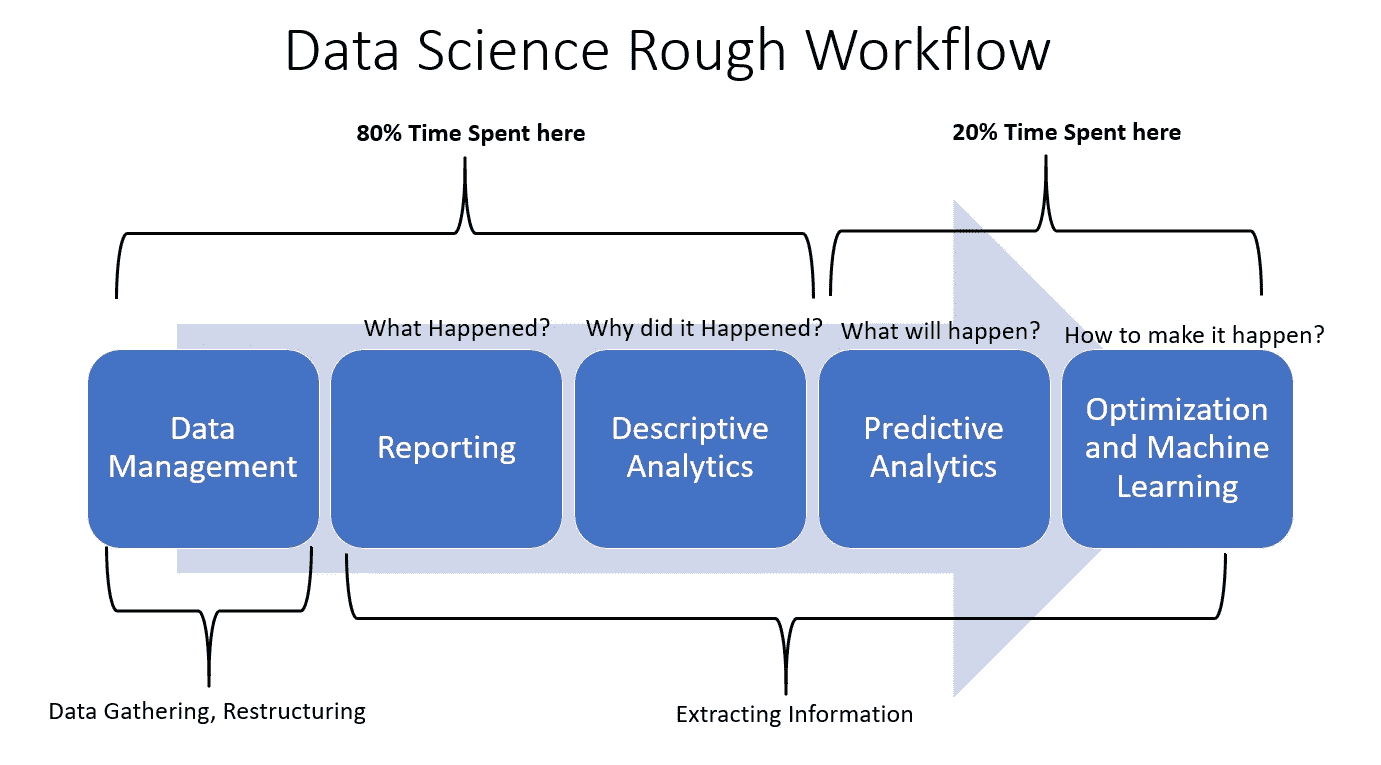 Data Science Rough Workflow
80% Time Spent here
20% Time Spent here
What Happened?
Why did it Happened?
What will happen?
How to make it happen?
Data
Management
Reporting
Descriptive
Analytics
Predictive
Analytics
Optimization
and Machine
Learning
Data Gathering, Restructuring
Extracting Information